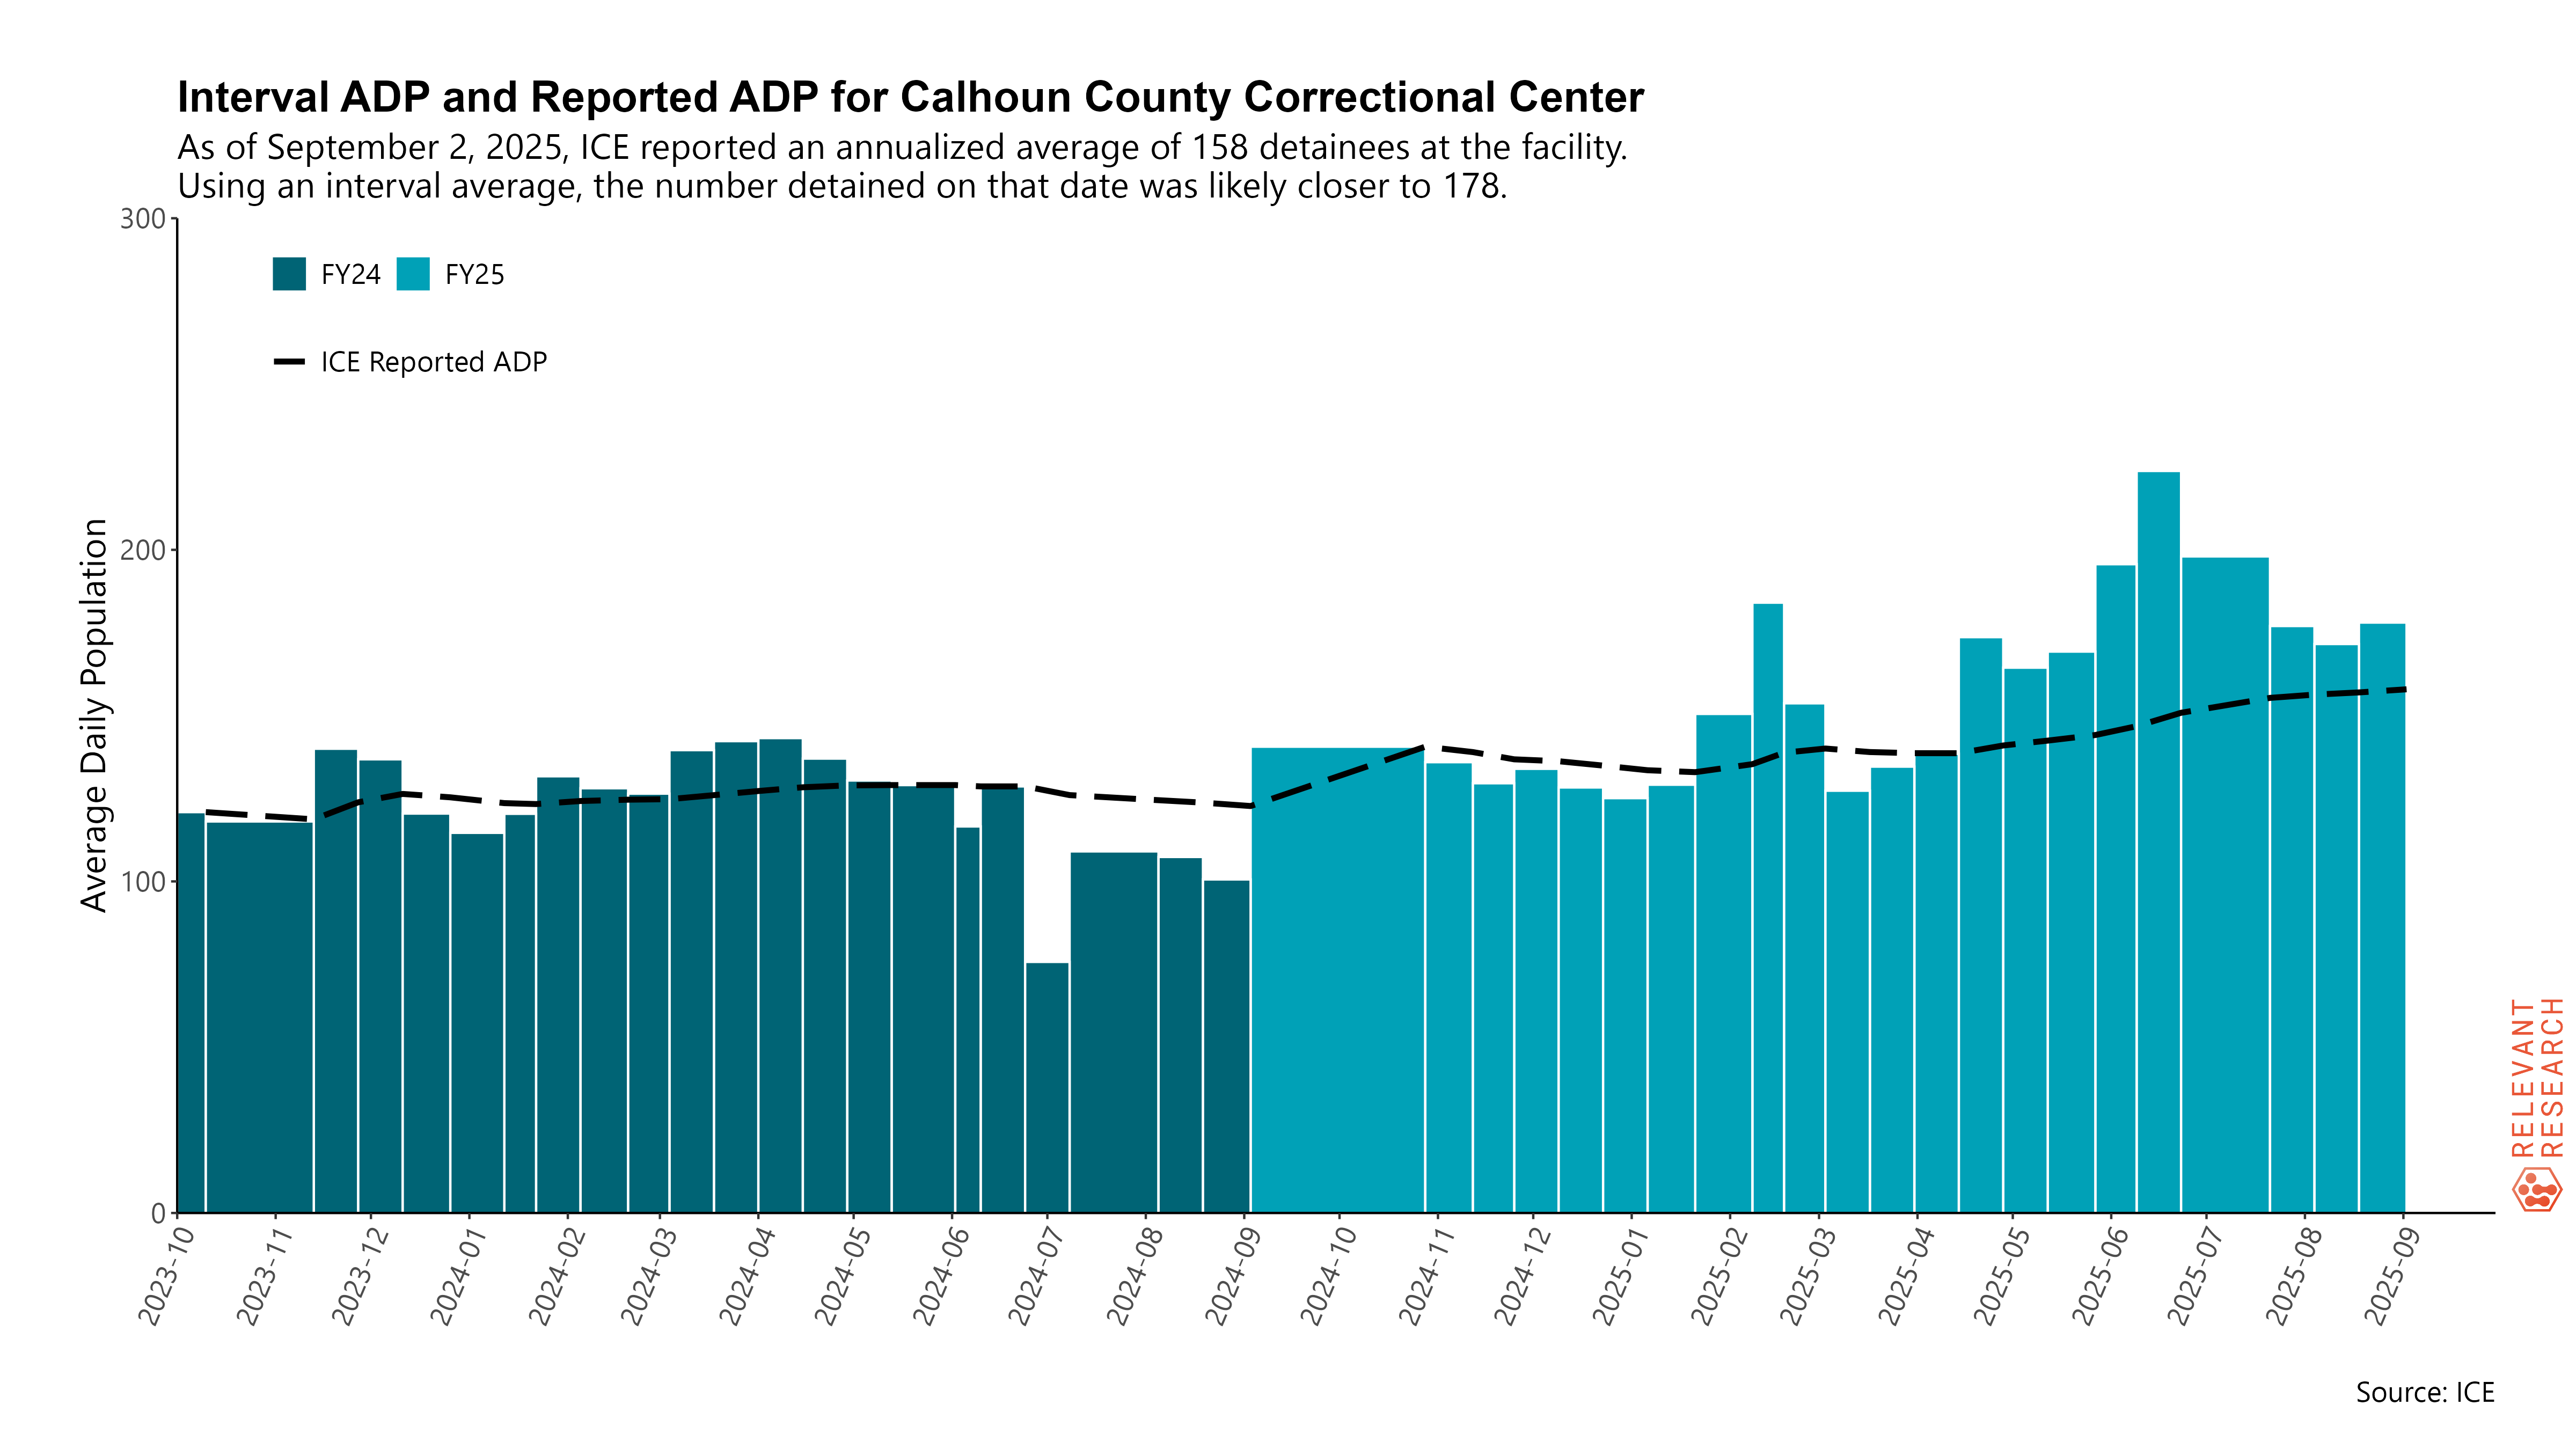 Interval ADP and Reported ADP for Calhoun County Correctional Center
As of September 2, 2025, ICE reported an annualized average of 158 detainees at the facility.
Using an interval average, the number detained on that date was likely closer to 178.
300
200
100
0
Average Daily Population
FY24
FY25
ICE Reported ADP
2023-10
2023-11
2023-12
2024-01
2024-02
2024-03
2024-04
2024-05
2024-06
2024-07
2024-08
2024-09
2024-10
2024-11
2024-12
2025-01
2025-02
2025-03
2025-04
2025-05
2025-06
2025-07
2025-08
2025-09
RELEVANT
RESEARCH
Source: ICE